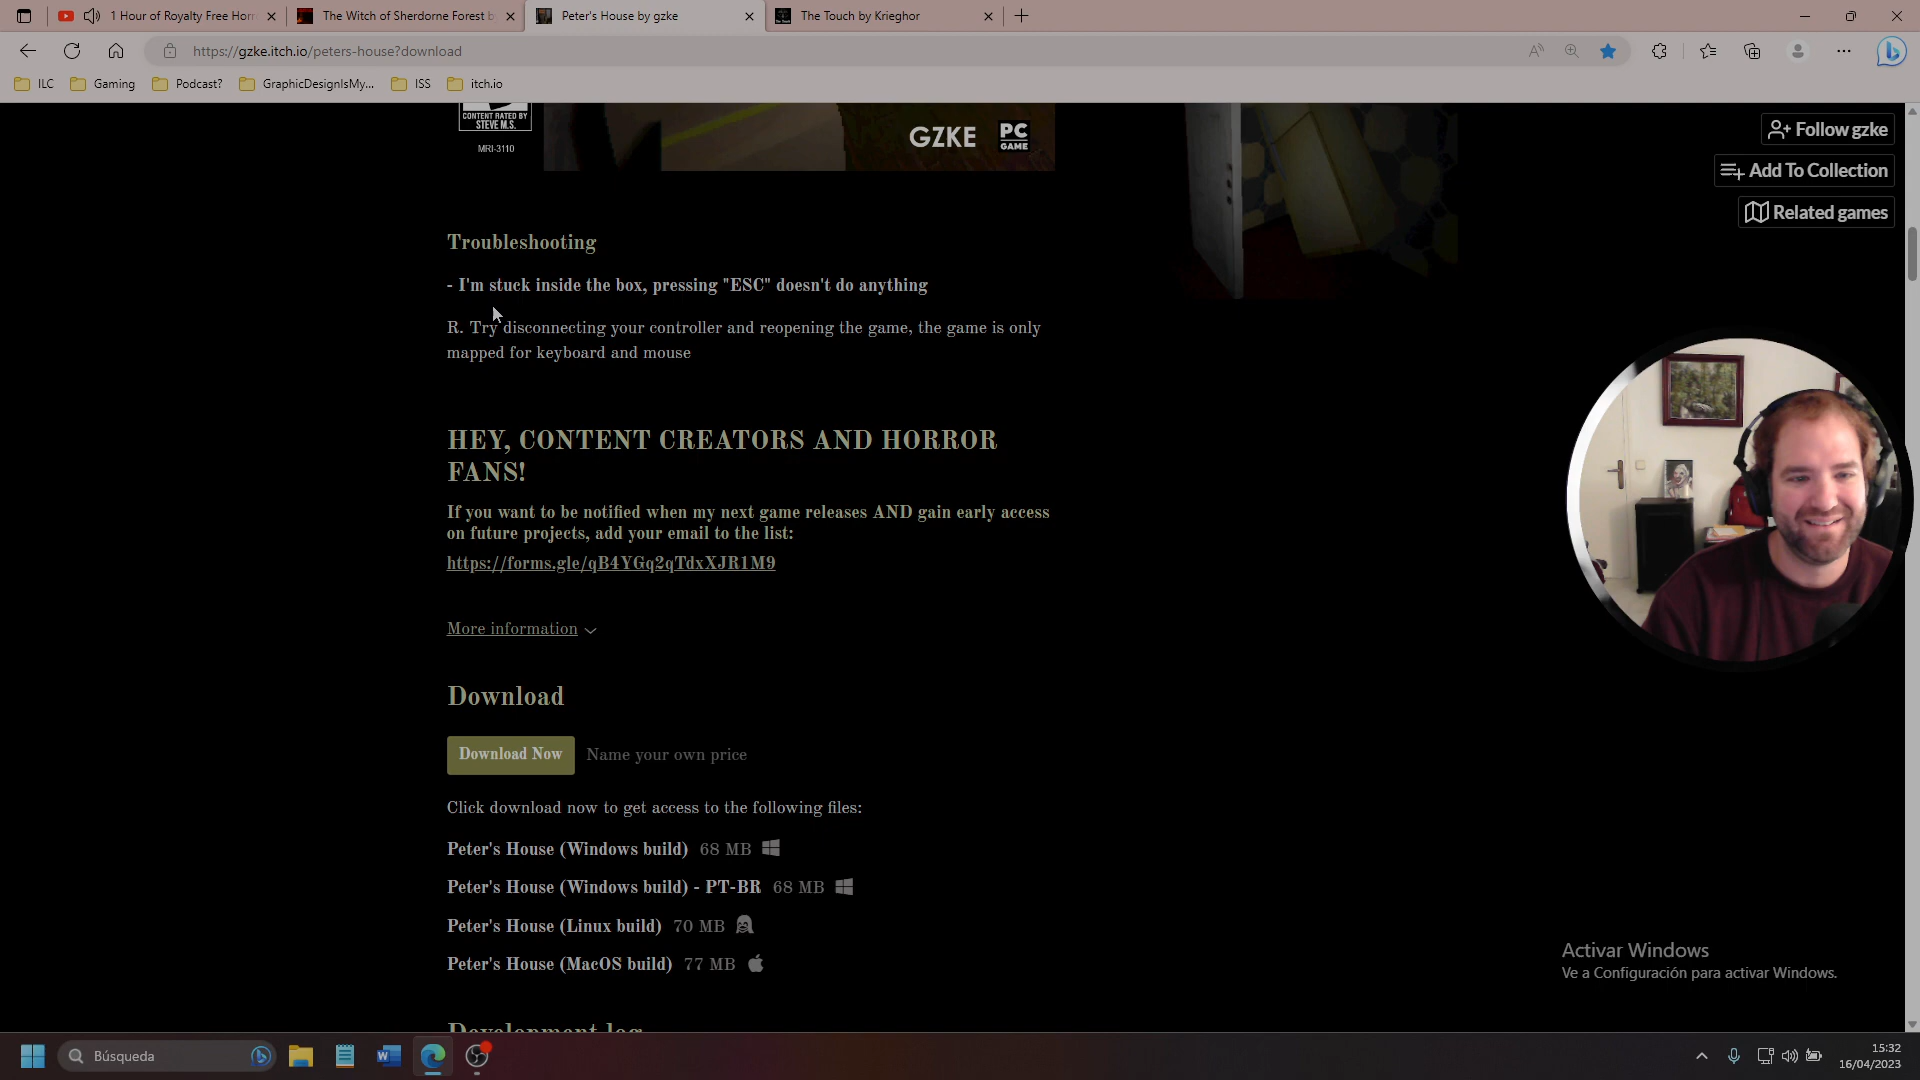 1 Hour of Royalty Free Horr
The Witch of Sherdorne Forest b
Peter's House by gzke
The Touch by Krieghor
https://gzke.itch.io/peters-house?download
ILC
Gaming
Podcast?
GraphicDesignIsMy...
ISS
itch.io
CONTENT RATED BY
STEVE M.S.
MRI-3110
GZKE
PC
GAME
Follow gzke
Add To Collection
Related games
Troubleshooting
- I'm stuck inside the box, pressing "ESC" doesn't do anything
R. Try disconnecting your controller and reopening the game, the game is only
mapped for keyboard and mouse
HEY, CONTENT CREATORS AND HORROR
FANS!
If you want to be notified when my next game releases AND gain early access
on future projects, add your email to the list:
https://forms.gle/qB4YGq2qTdxXJR1M9
More information
Download
Download Now
Name your own price
Click download now to get access to the following files:
Peter's House (Windows build) 68 MB
Peter's House (Windows build) - PT-BR 68 MB
Peter's House (Linux build) 70 MB
Peter's House (MacOS build) 77 MB
Development log
Activar Windows
Ve a Configuración para activar Windows.
Búsqueda
15:32
16/04/2023